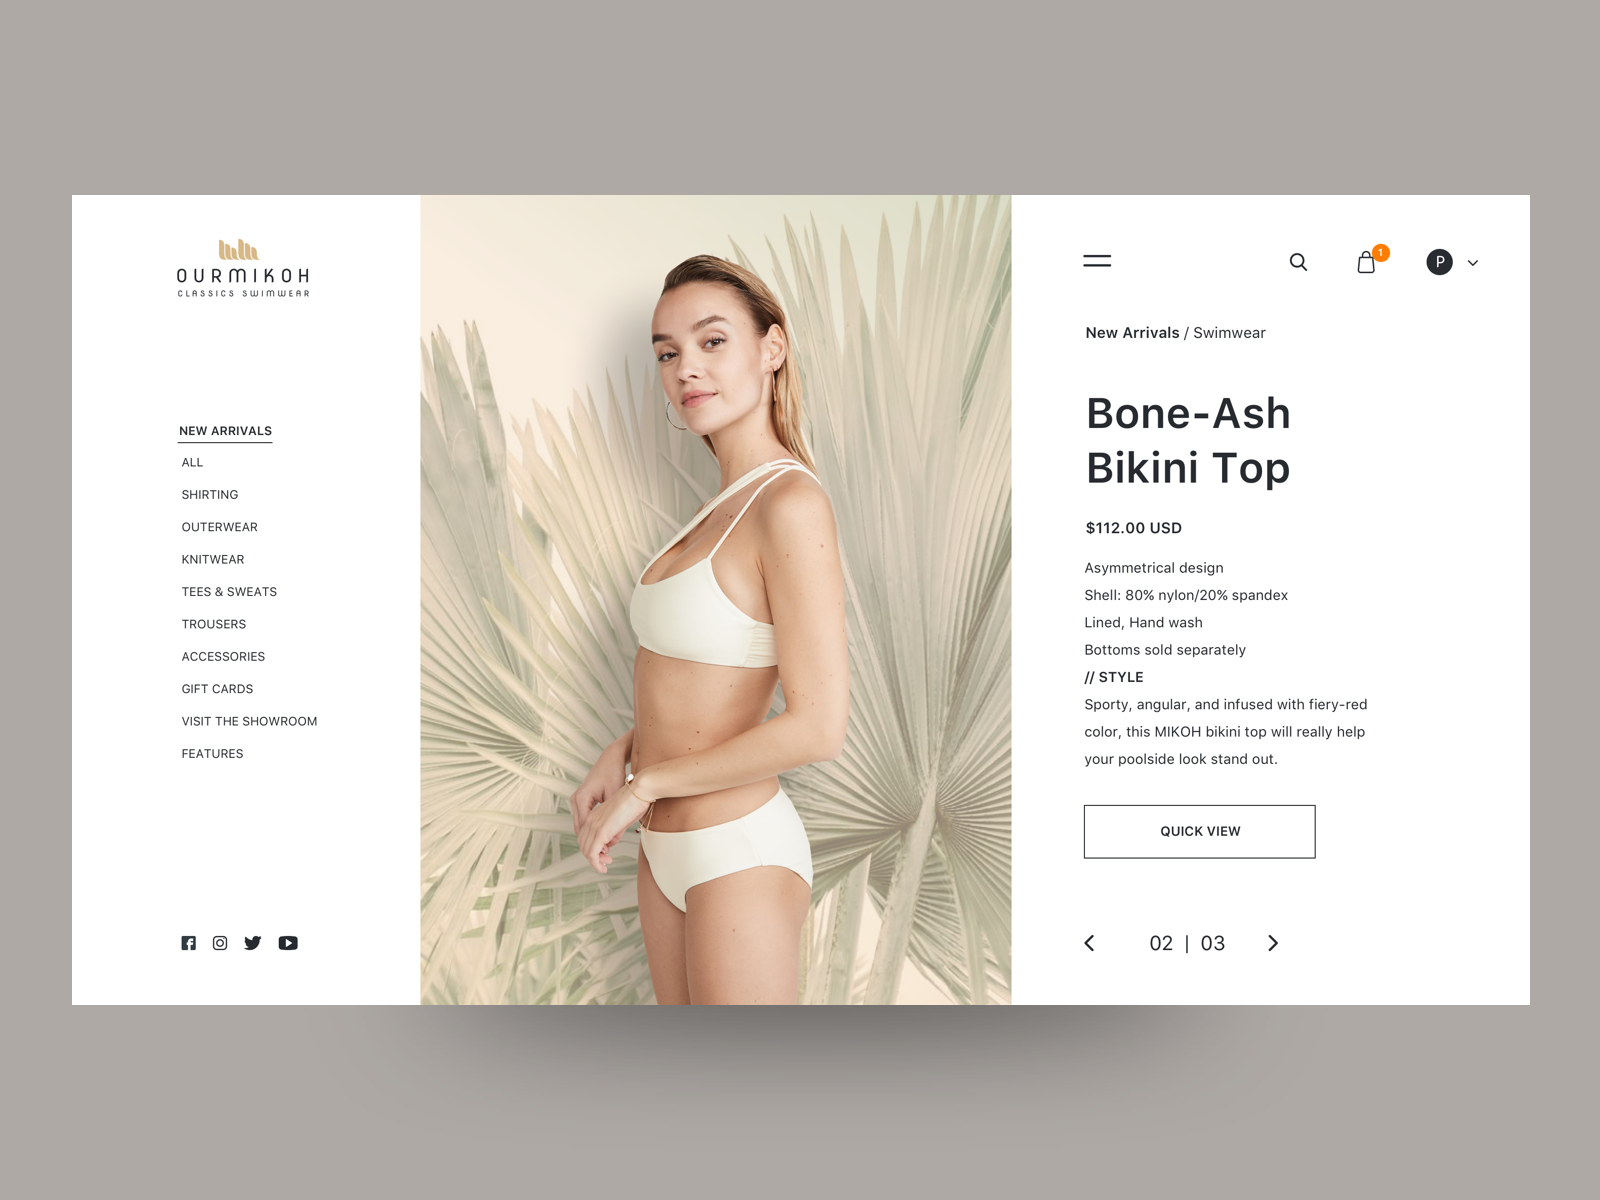 OURMIKOH
CLASSICS SWIMWEAR
NEW ARRIVALS
ALL
SHIRTING
OUTERWEAR
KNITWEAR
TEES & SWEATS
TROUSERS
ACCESSORIES
GIFT CARDS
VISIT THE SHOWROOM
FEATURES
1
P
New Arrivals / Swimwear
Bone-Ash
Bikini Top
$112.00 USD
Asymmetrical design
Shell: 80% nylon/20% spandex
Lined, Hand wash
Bottoms sold separately
// STYLE
Sporty, angular, and infused with fiery-red
color, this MIKOH bikini top will really help
your poolside look stand out.
QUICK VIEW
02 | 03